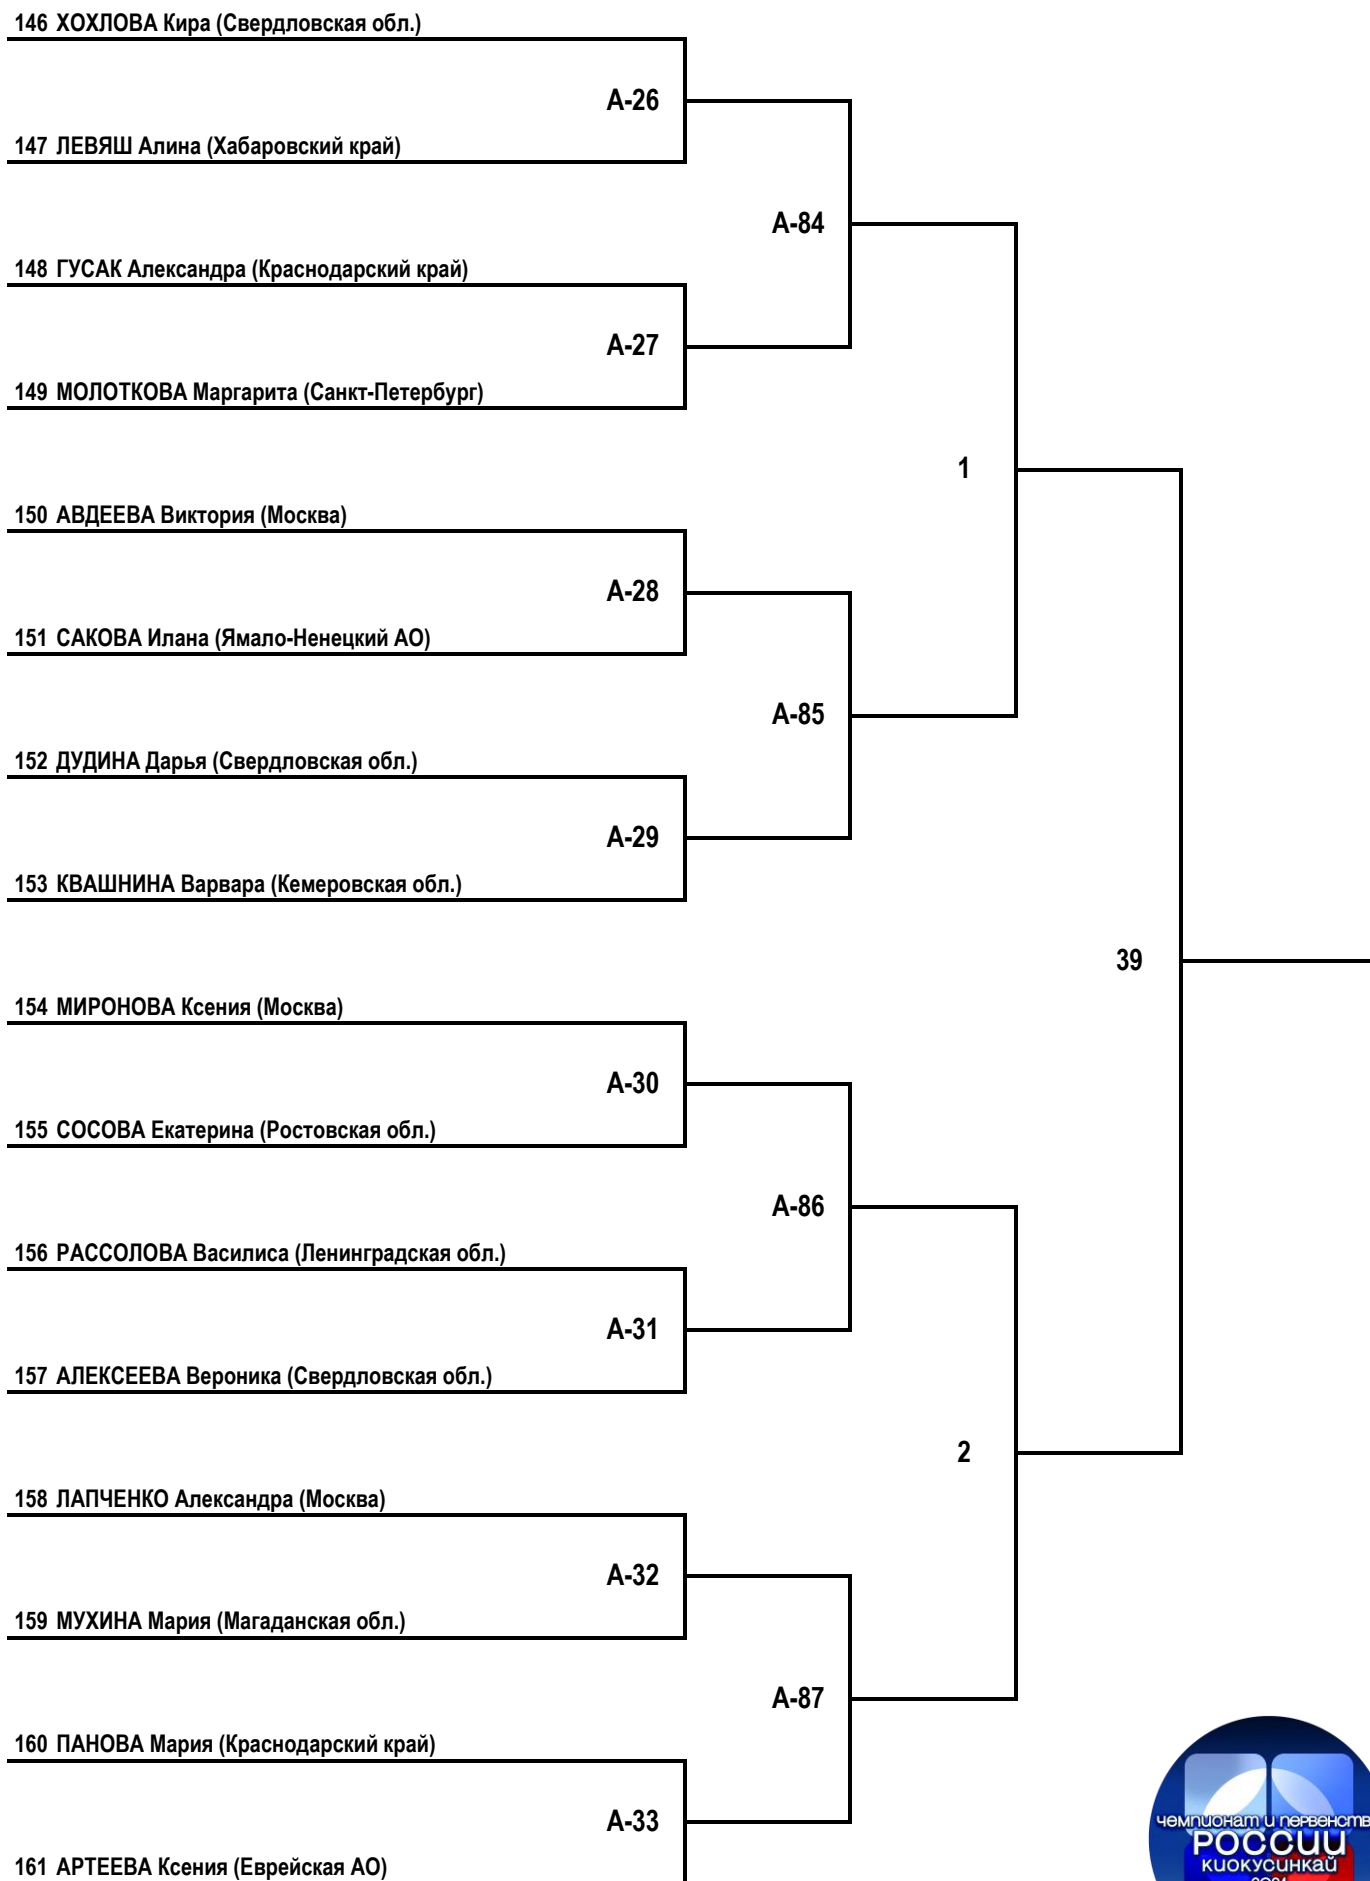 146 ХОХЛОВА Кира (Свердловская обл.)
А-26
147 ЛЕВЯШ Алина (Хабаровский край)
А-84
148 ГУСАК Александра (Краснодарский край)
А-27
149 МОЛОТКОВА Маргарита (Санкт-Петербург)
1
150 АВДЕЕВА Виктория (Москва)
А-28
151 САКОВА Илана (Ямало-Ненецкий АО)
А-85
152 ДУДИНА Дарья (Свердловская обл.)
А-29
153 КВАШНИНА Варвара (Кемеровская обл.)
39
154 МИРОНОВА Ксения (Москва)
А-30
155 СОСОВА Екатерина (Ростовская обл.)
А-86
156 РАССОЛОВА Василиса (Ленинградская обл.)
А-31
157 АЛЕКСЕЕВА Вероника (Свердловская обл.)
2
158 ЛАПЧЕНКО Александра (Москва)
А-32
159 МУХИНА Мария (Магаданская обл.)
А-87
160 ПАНОВА Мария (Краснодарский край)
А-33
161 АРТЕЕВА Ксения (Еврейская АО)
чемпионат и первенств
РОССИИ
киокусинкай